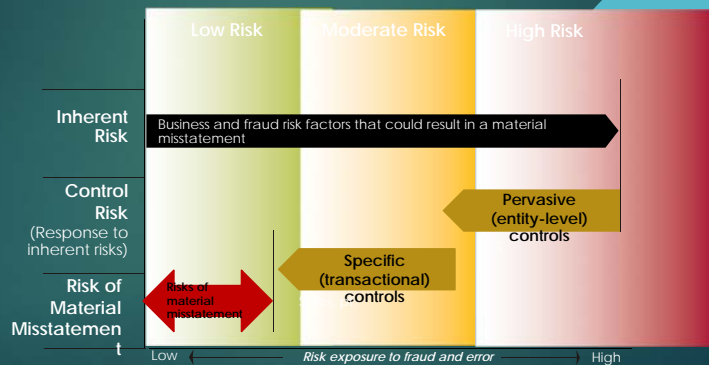 Low Risk
Moderate Risk
High Risk
Inherent
Risk
Business and fraud risk factors that could result in a material
misstatement
Control
Risk
(Response to
inherent risks)
Pervasive
(entity-level)
controls
Specific
(transactional)
controls
Risk of
Material
Misstatemen
t
Risks of
material
misstatement
Low
Risk exposure to fraud and error
High